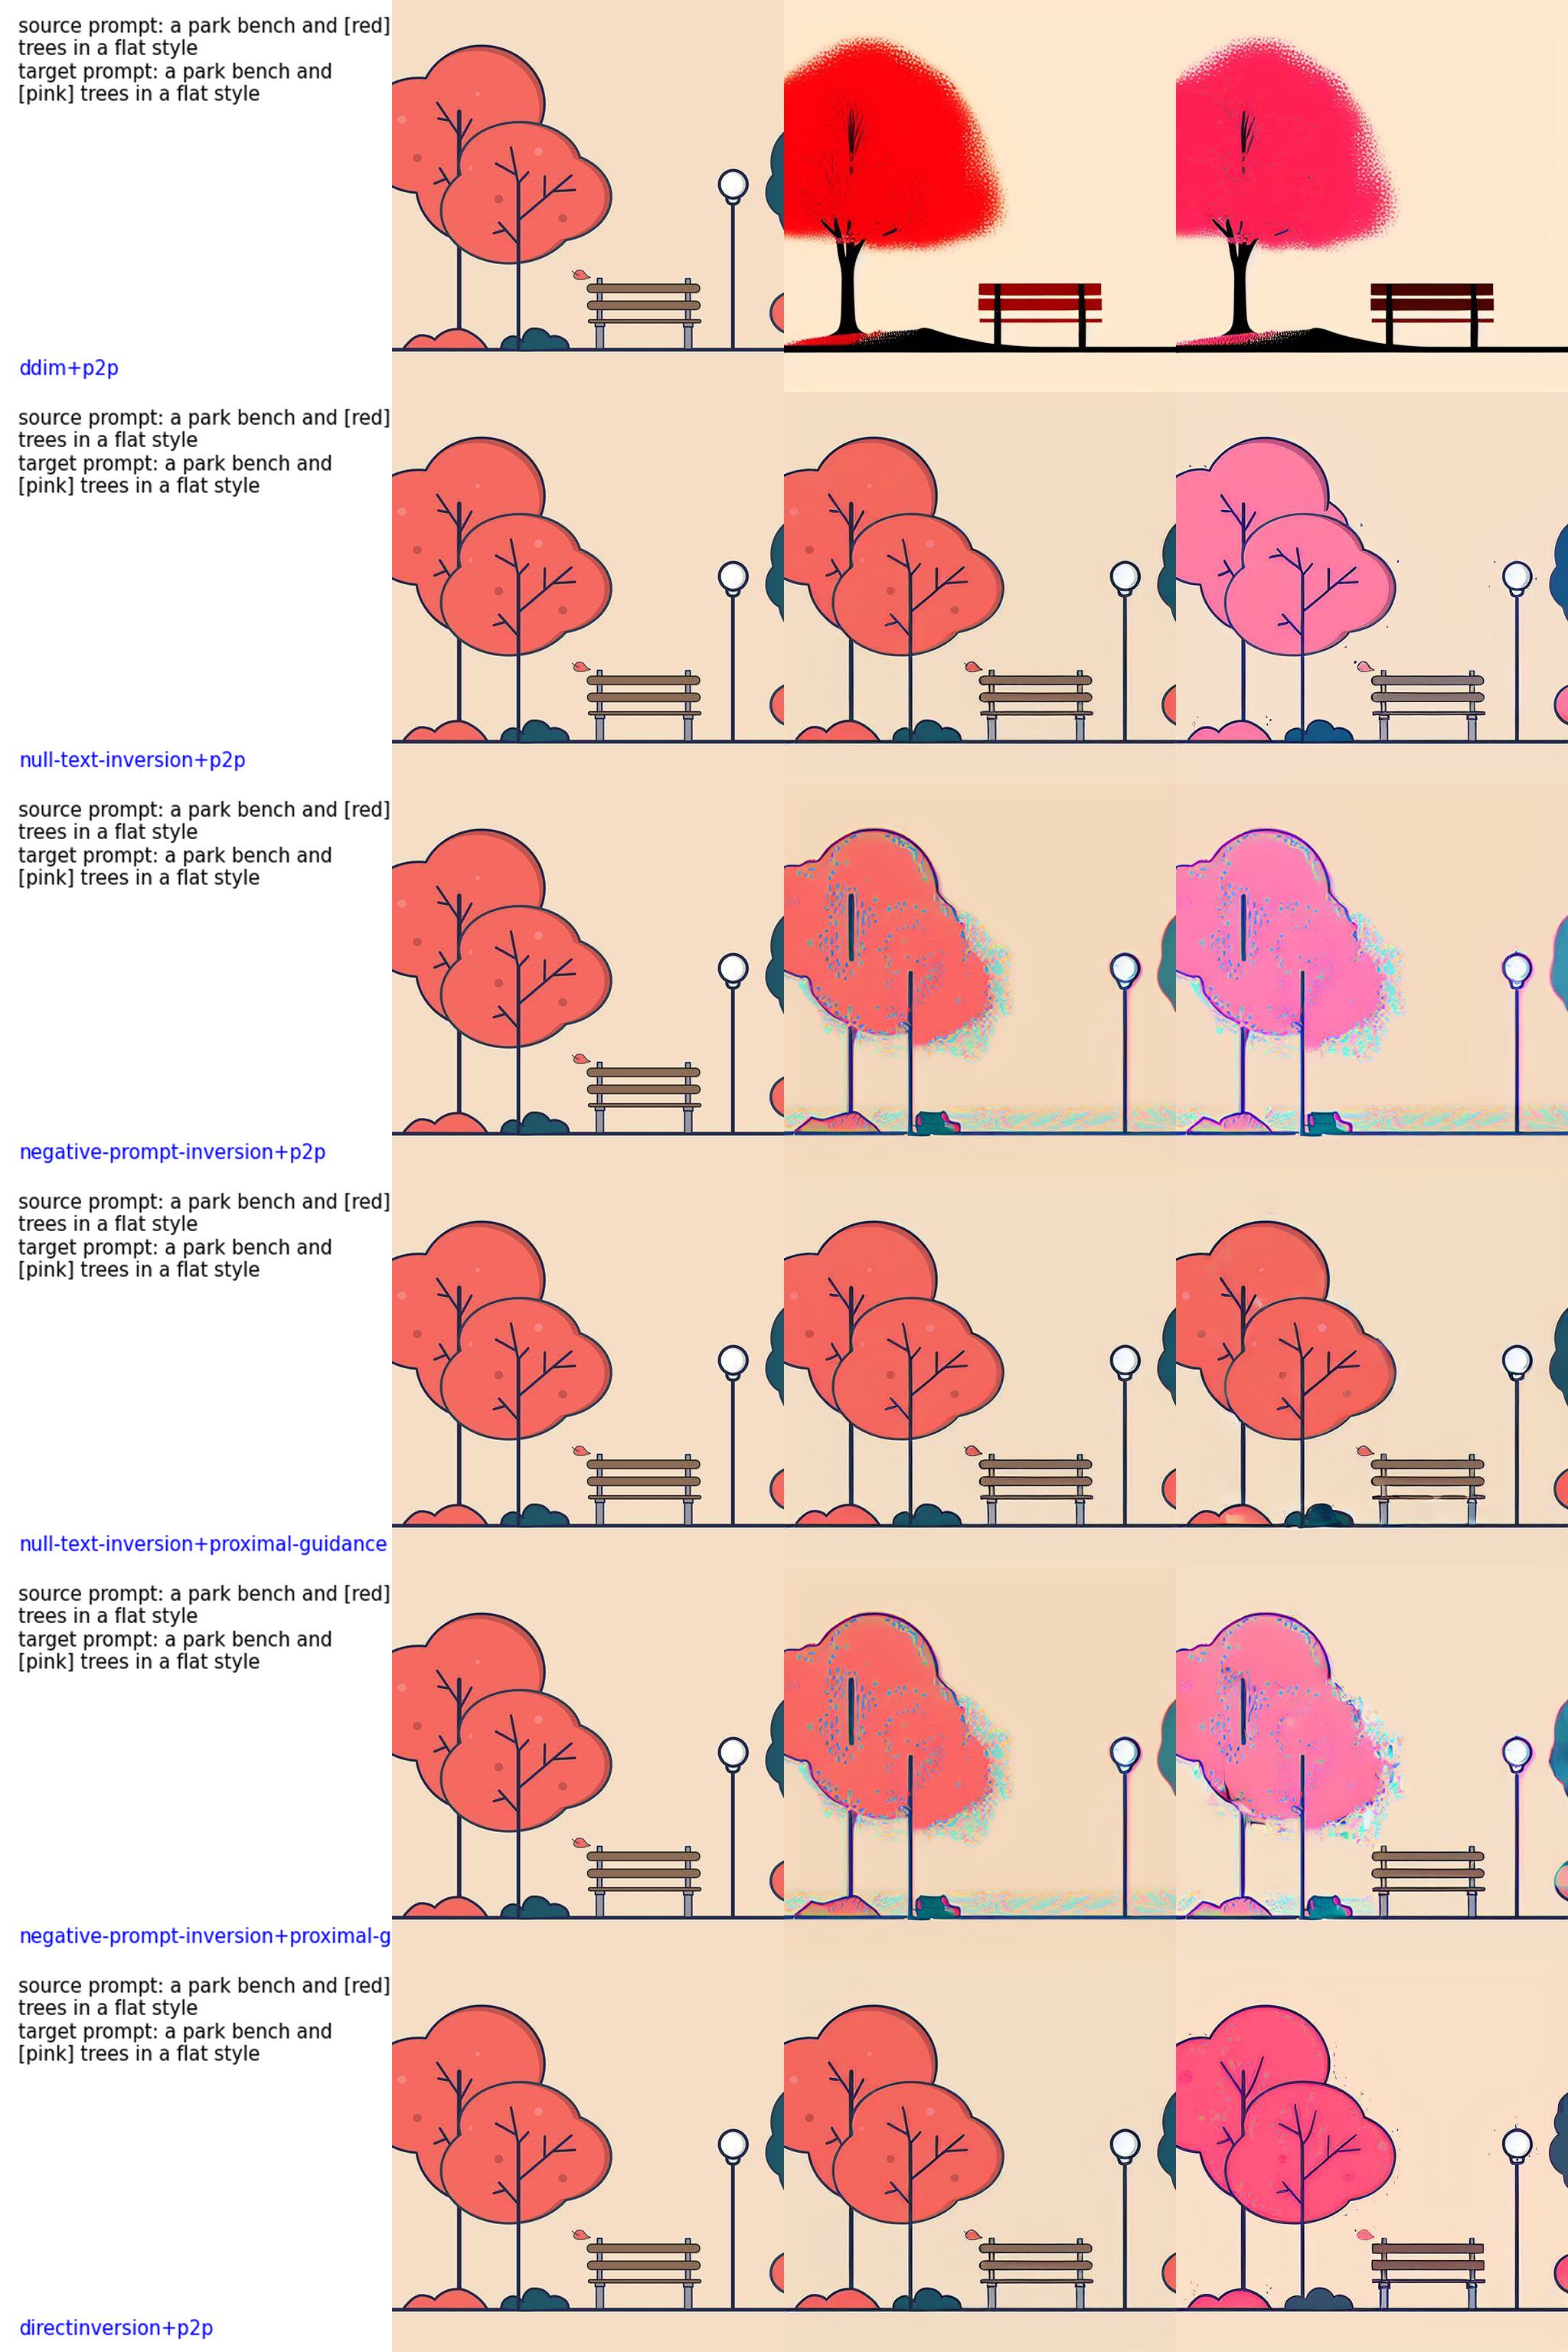 source prompt: a park bench and [red]
trees in a flat style
target prompt: a park bench and
[pink] trees in a flat style
ddim+p2p
source prompt: a park bench and [red]
trees in a flat style
target prompt: a park bench and
[pink] trees in a flat style
null-text-inversion+p2p
source prompt: a park bench and [red]
trees in a flat style
target prompt: a park bench and
[pink] trees in a flat style
negative-prompt-inversion+p2p
source prompt: a park bench and [red]
trees in a flat style
target prompt: a park bench and
[pink] trees in a flat style
null-text-inversion+proximal-guidance
source prompt: a park bench and [red]
trees in a flat style
target prompt: a park bench and
[pink] trees in a flat style
negative-prompt-inversion+proximal-g
source prompt: a park bench and [red]
trees in a flat style
target prompt: a park bench and
[pink] trees in a flat style
directinversion+p2p